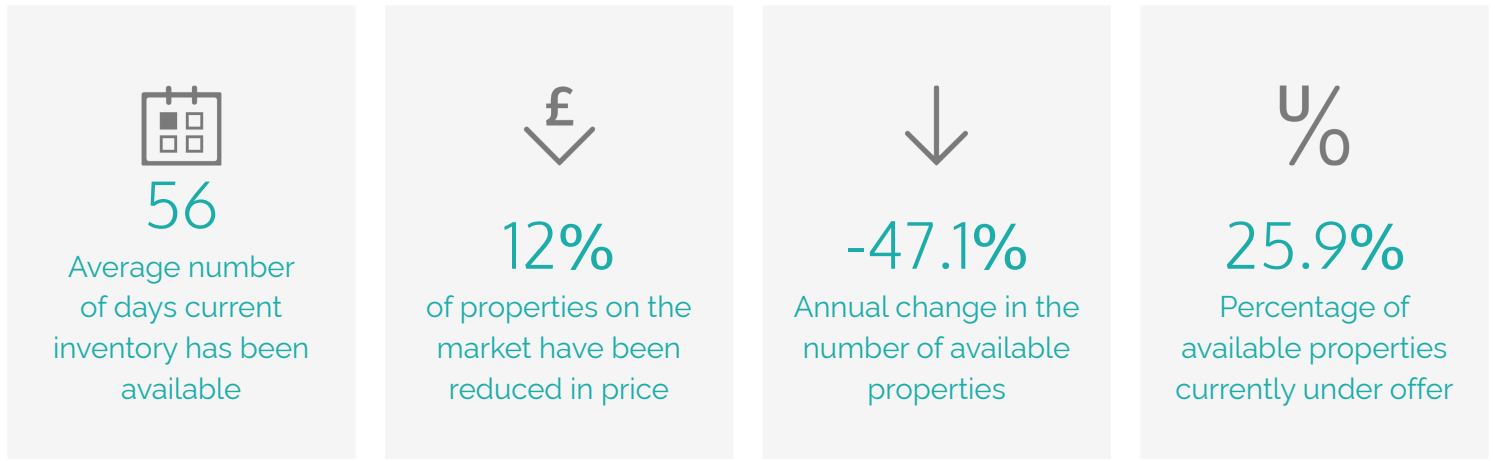 56
Average number
of days current
inventory has been
available
£
12%
of properties on the
market have been
reduced in price
-47.1%
Annual change in the
number of available
properties
U%
25.9%
Percentage of
available properties
currently under offer